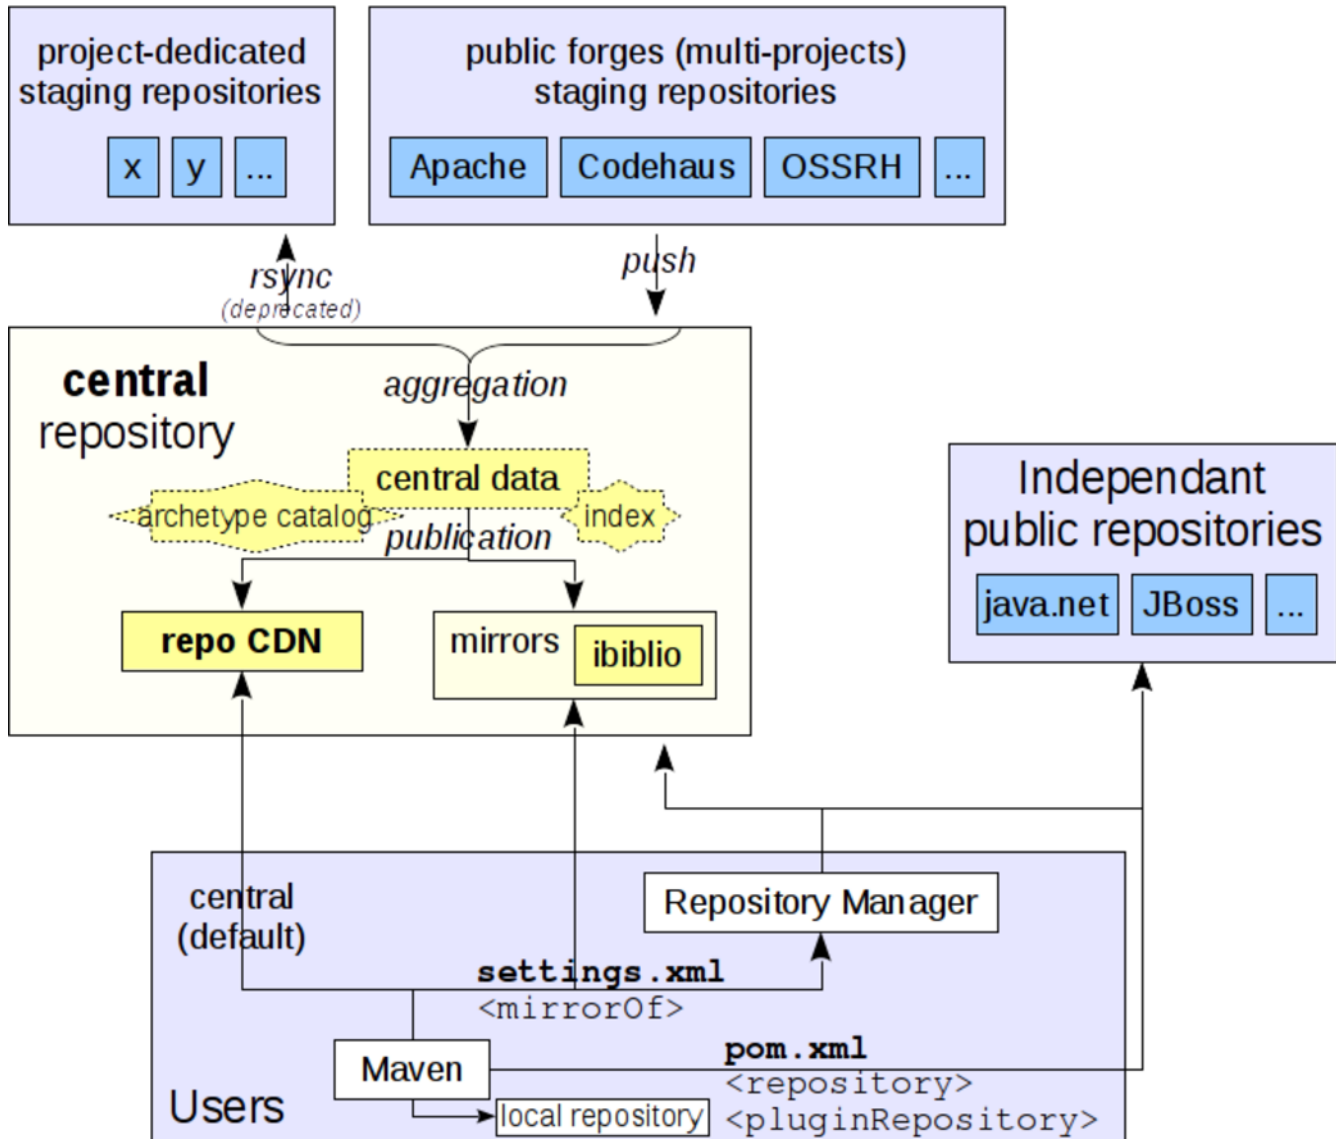 project-dedicated
staging repositories
x y ...
public forges (multi-projects)
staging repositories
Apache Codehaus OSSRH ...
rsync
(deprecated)
push
central
repository
aggregation
central data
archetype catalog
index
publication
repo CDN
mirrors
ibiblio
Independant
public repositories
java.net JBoss ...
central
(default)
Repository Manager
settings.xml
<mirrorOf>
Maven
pom.xml
<repository>
<pluginRepository>
local repository
Users